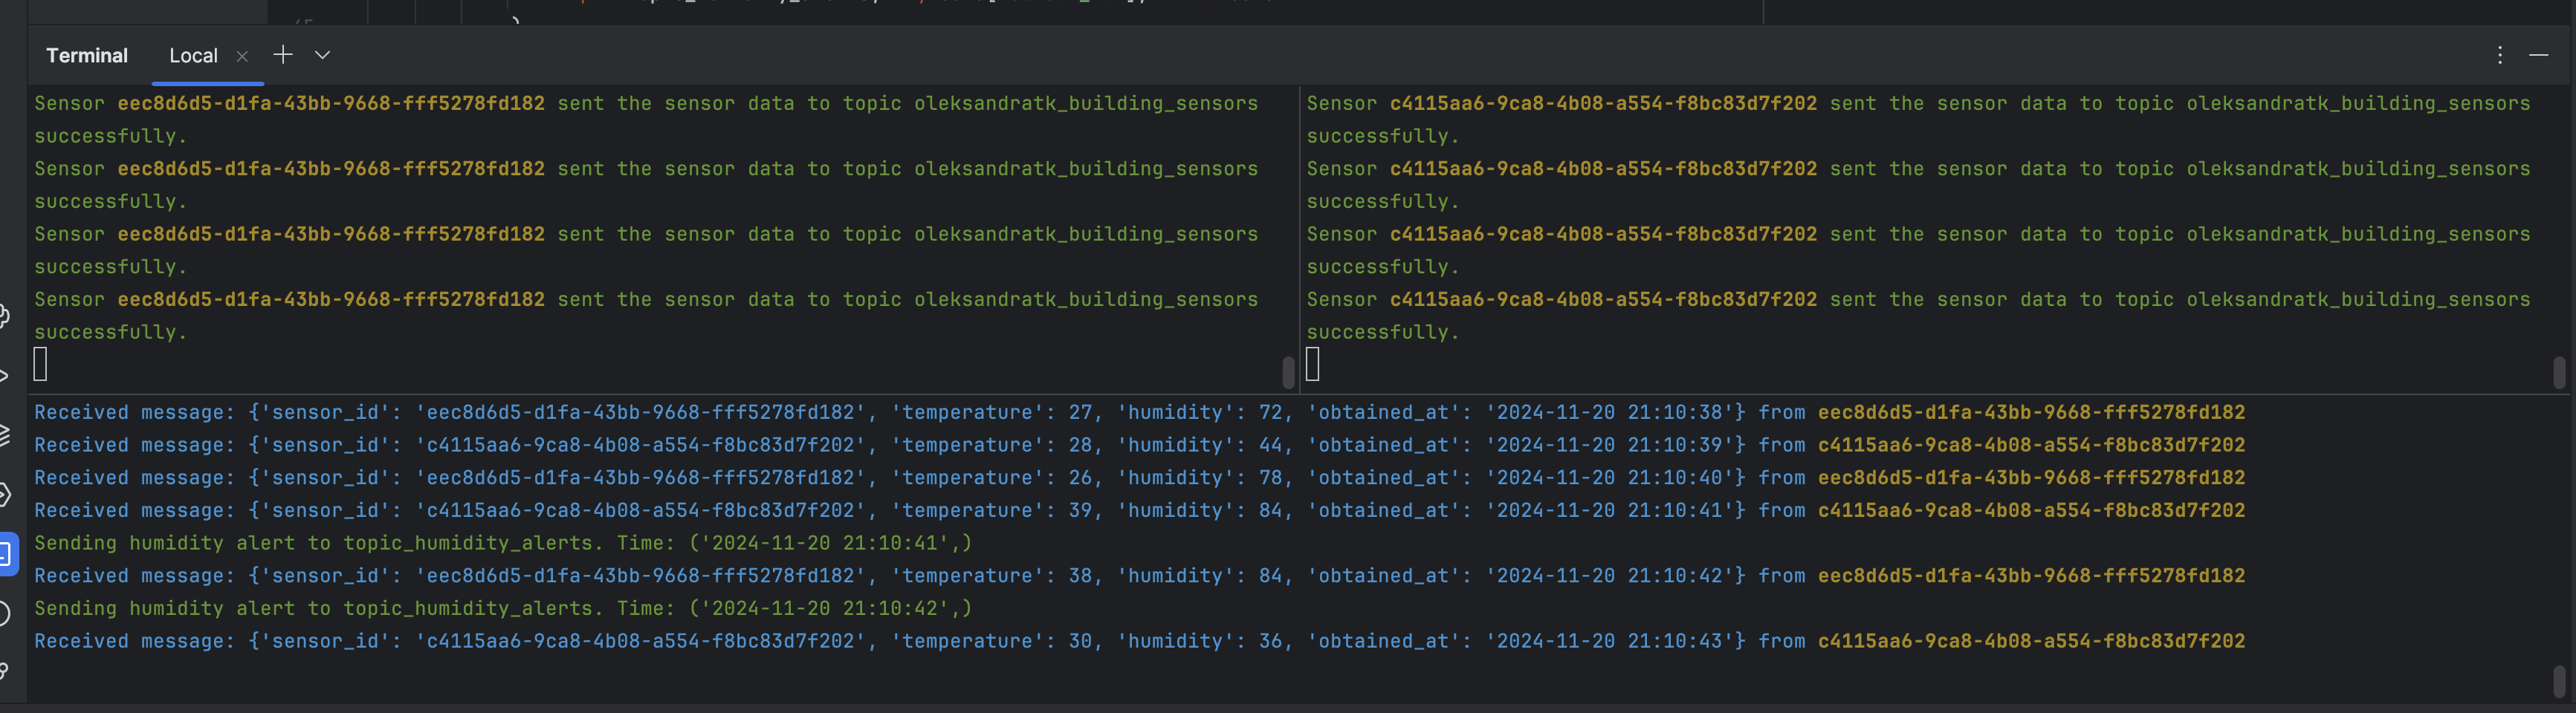 Terminal Local
Sensor eec8d6d5-d1fa-43bb-9668-fff5278fd182 sent the sensor data to topic oleksandratk_building_sensors
successfully.
Sensor eec8d6d5-d1fa-43bb-9668-fff5278fd182 sent the sensor data to topic oleksandratk_building_sensors
successfully.
Sensor eec8d6d5-d1fa-43bb-9668-fff5278fd182 sent the sensor data to topic oleksandratk_building_sensors
successfully.
Sensor eec8d6d5-d1fa-43bb-9668-fff5278fd182 sent the sensor data to topic oleksandratk_building_sensors
successfully.
Sensor c4115aa6-9ca8-4b08-a554-f8bc83d7f202 sent the sensor data to topic oleksandratk_building_sensors
successfully.
Sensor c4115aa6-9ca8-4b08-a554-f8bc83d7f202 sent the sensor data to topic oleksandratk_building_sensors
successfully.
Sensor c4115aa6-9ca8-4b08-a554-f8bc83d7f202 sent the sensor data to topic oleksandratk_building_sensors
successfully.
Sensor c4115aa6-9ca8-4b08-a554-f8bc83d7f202 sent the sensor data to topic oleksandratk_building_sensors
successfully.
Received message: {'sensor_id': 'eec8d6d5-d1fa-43bb-9668-fff5278fd182', 'temperature': 27, 'humidity': 72, 'obtained_at': '2024-11-20 21:10:38'} from eec8d6d5-d1fa-43bb-9668-fff5278fd182
Received message: {'sensor_id': 'c4115aa6-9ca8-4b08-a554-f8bc83d7f202', 'temperature': 28, 'humidity': 44, 'obtained_at': '2024-11-20 21:10:39'} from c4115aa6-9ca8-4b08-a554-f8bc83d7f202
Received message: {'sensor_id': 'eec8d6d5-d1fa-43bb-9668-fff5278fd182', 'temperature': 26, 'humidity': 78, 'obtained_at': '2024-11-20 21:10:40'} from eec8d6d5-d1fa-43bb-9668-fff5278fd182
Received message: {'sensor_id': 'c4115aa6-9ca8-4b08-a554-f8bc83d7f202', 'temperature': 39, 'humidity': 84, 'obtained_at': '2024-11-20 21:10:41'} from c4115aa6-9ca8-4b08-a554-f8bc83d7f202
Sending humidity alert to topic_humidity_alerts. Time: ('2024-11-20 21:10:41',)
Received message: {'sensor_id': 'eec8d6d5-d1fa-43bb-9668-fff5278fd182', 'temperature': 38, 'humidity': 84, 'obtained_at': '2024-11-20 21:10:42'} from eec8d6d5-d1fa-43bb-9668-fff5278fd182
Sending humidity alert to topic_humidity_alerts. Time: ('2024-11-20 21:10:42',)
Received message: {'sensor_id': 'c4115aa6-9ca8-4b08-a554-f8bc83d7f202', 'temperature': 30, 'humidity': 36, 'obtained_at': '2024-11-20 21:10:43'} from c4115aa6-9ca8-4b08-a554-f8bc83d7f202